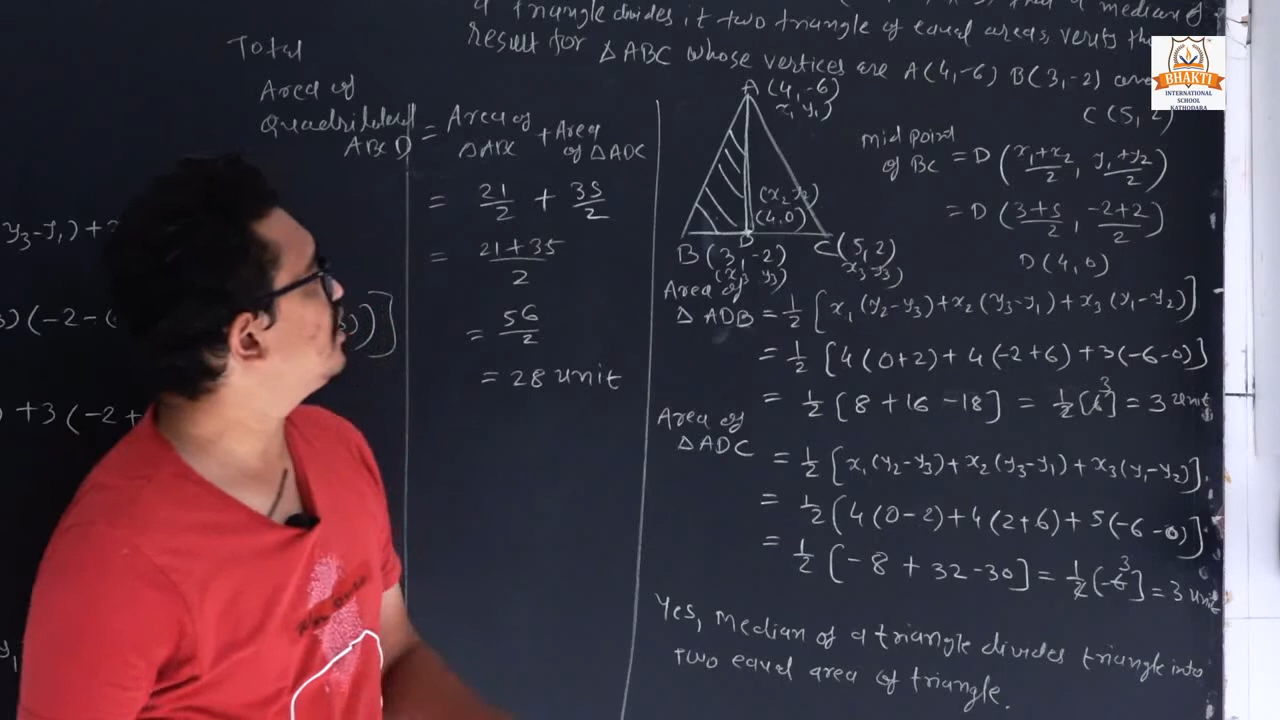 a triangle divides it two triangle of equal areas, verify
result for △ABC whose vertices are A(4,-6) B(3,-2)
C(5,2)
BHAKTI
INTERNATIONAL
SCHOOL
KATHODARA
Total
Area of
Quadrilateral
ABCD = Area of △ABC + Area of △ADC
= 21/2 + 35/2
= 21+35/2
= 56/2
= 28 unit
y3-y1)+
(-2-
+3(-2+
A(4,-6)
x1 y1)
(x2 y2)
(4,0)
D
B(3,-2)
(x3 y3)
C(5,2)
x3 y3)
mid point
of BC = D(x1+x2/2, y1+y2/2)
= D(3+5/2, -2+2/2)
D(4,0)
Area of
△ADB = 1/2[x1(y2-y3)+x2(y3-y1)+x3(y1-y2)]
= 1/2[4(0+2)+4(-2+6)+3(-6-0)]
= 1/2[8+16-18] = 1/2[6] = 3 unit
Area of
△ADC = 1/2[x1(y2-y3)+x2(y3-y1)+x3(y1-y2)].
= 1/2(4(0-2)+4(2+6)+5(-6-0)]
= 1/2[-8+32-30] = 1/2(-6] = 3 unit
Yes, Median of a triangle divides triangle into
two equal area of triangle.